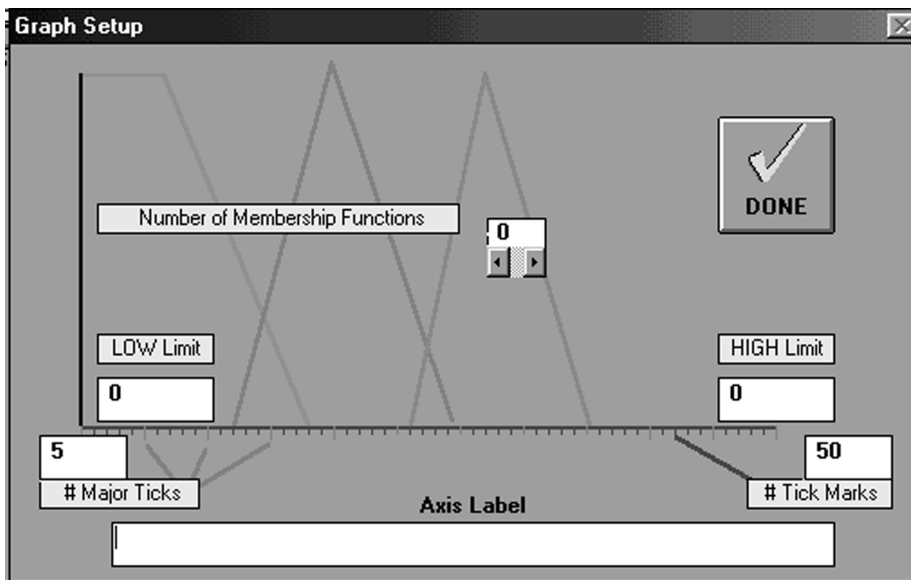 Graph Setup
DONE
Number of Membership Functions
0
LOW Limit
HIGH Limit
0
0
5
50
# Major Ticks
# Tick Marks
Axis Label